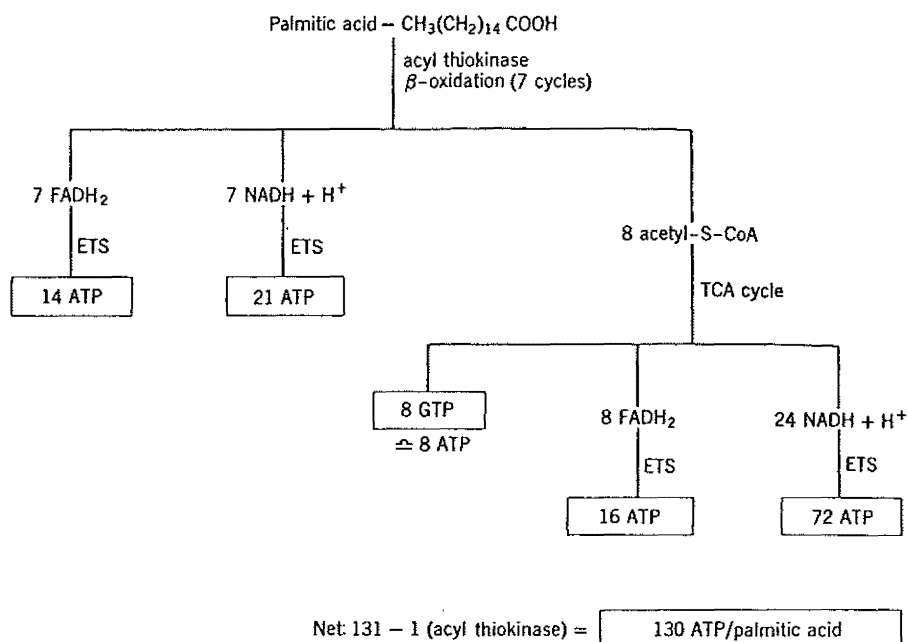 Palmitic acid – CH₃(CH₂)₁₄ COOH
acyl thiokinase
β-oxidation (7 cycles)
7 FADH₂
7 NADH + H⁺
8 acetyl-S-CoA
ETS
ETS
14 ATP
21 ATP
TCA cycle
8 GTP
≏ 8 ATP
8 FADH₂
24 NADH + H⁺
ETS
ETS
16 ATP
72 ATP
Net: 131 – 1 (acyl thiokinase) = 130 ATP/palmitic acid